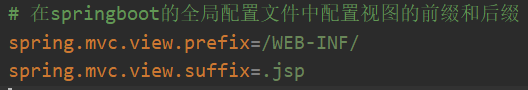 # 在springboot的全局配置文件中配置视图的前缀和后缀
spring.mvc.view.prefix=/WEB-INF/
spring.mvc.view.suffix=.jsp